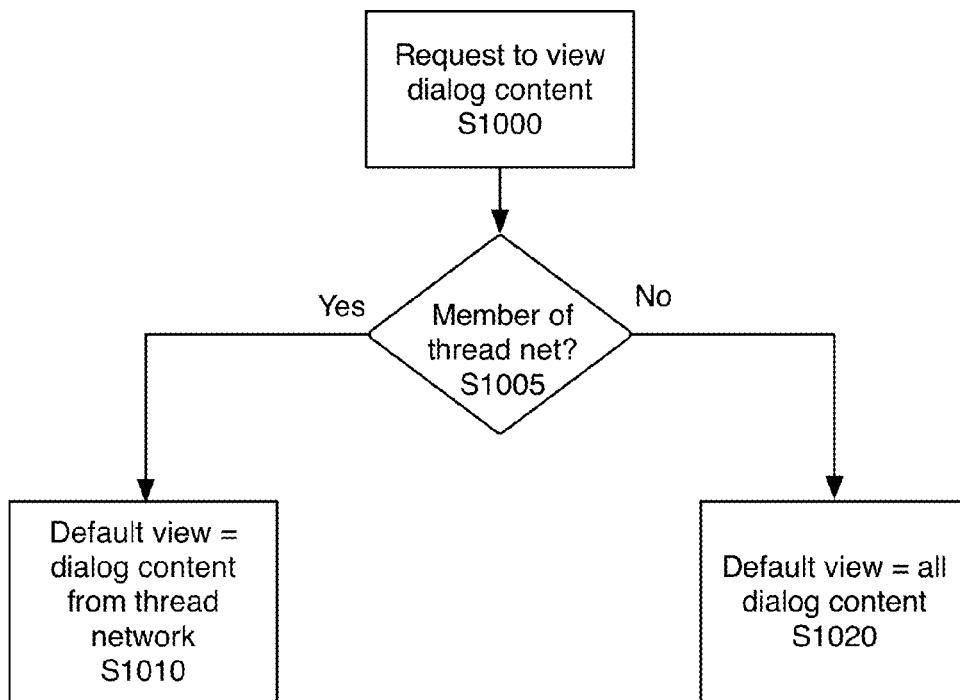 Request to view
dialog content
S1000
Yes
No
Member of
thread net?
S1005
Default view =
dialog content
from thread
network
S1010
Default view = all
dialog content
S1020